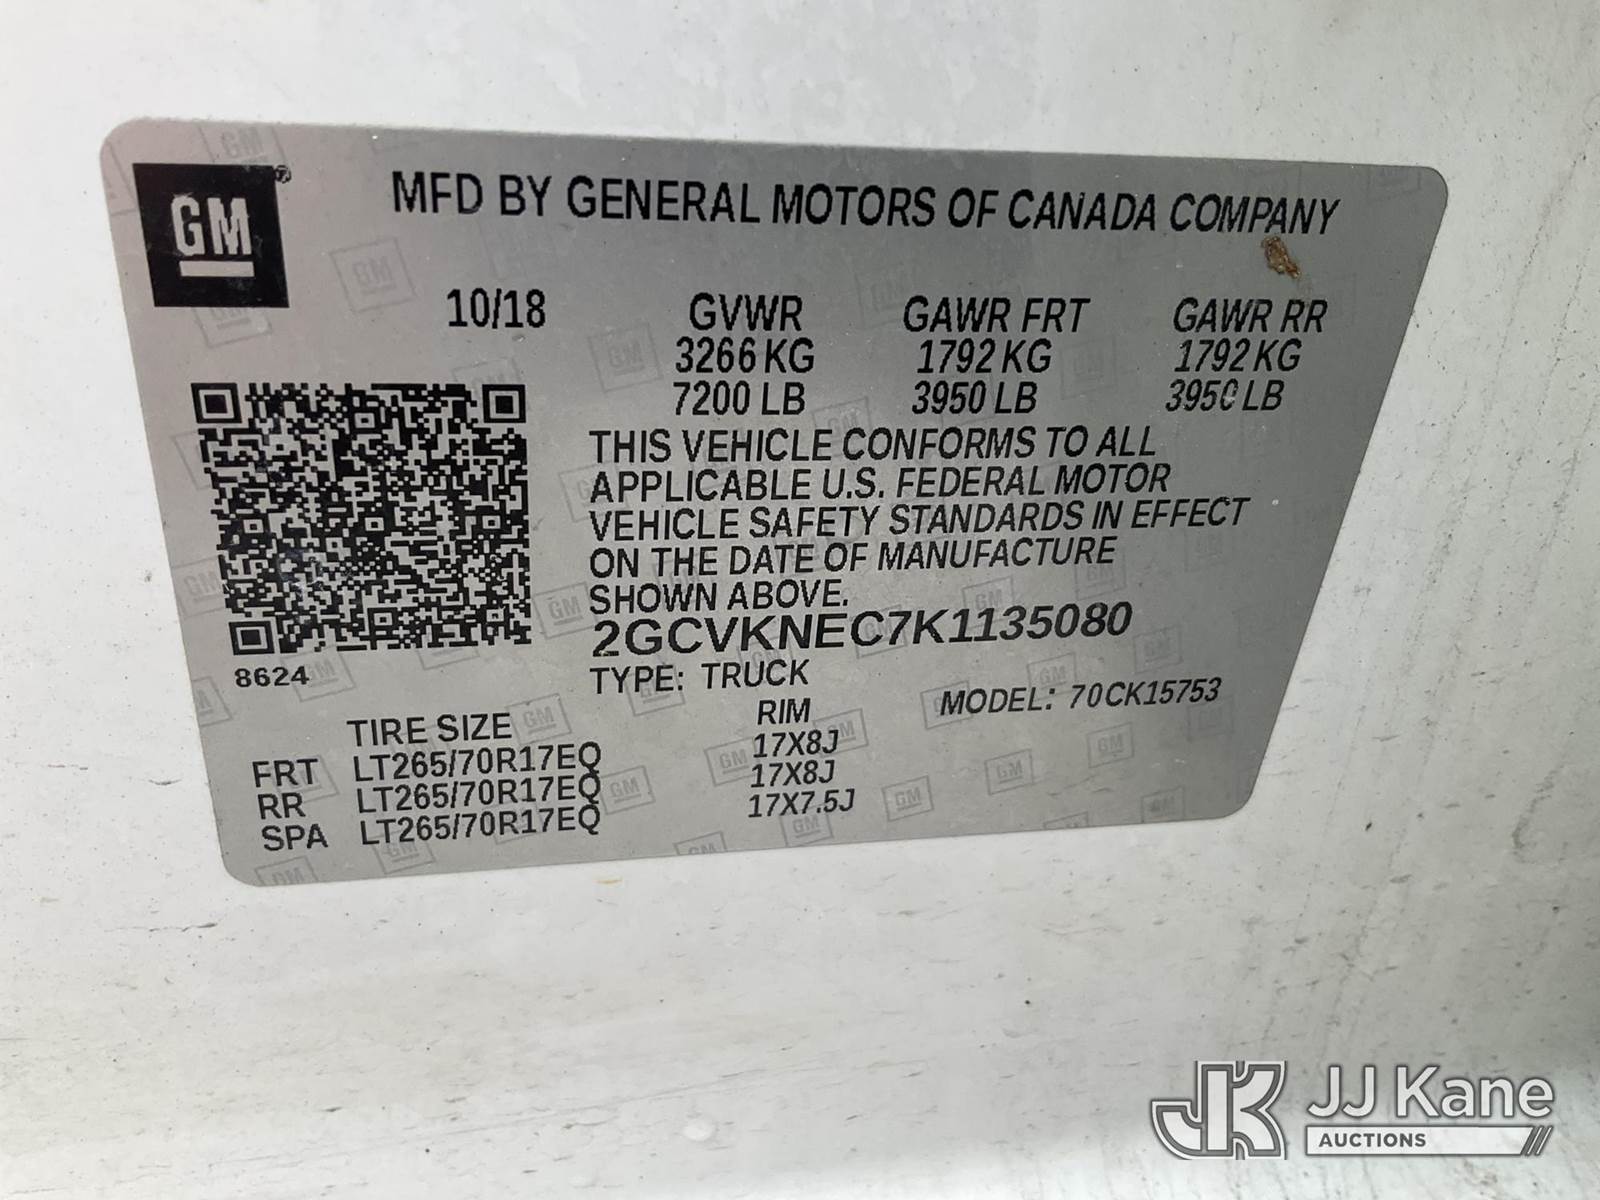 GM
MFD BY GENERAL MOTORS OF CANADA COMPANY
10/18
GVWR GAWR FRT GAWR RR
3266 KG 1792 KG 1792 KG
7200 LB 3950 LB 3950 LB
THIS VEHICLE CONFORMS TO ALL
APPLICABLE U.S. FEDERAL MOTOR
VEHICLE SAFETY STANDARDS IN EFFECT
ON THE DATE OF MANUFACTURE
SHOWN ABOVE.
2GCVKNEC7K1135080
8624
TYPE: TRUCK
MODEL: 70CK15753
TIRE SIZE RIM
FRT LT265/70R17EQ 17X8J
RR LT265/70R17EQ 17X8J
SPA LT265/70R17EQ 17X7.5J
JK JJ Kane
AUCTIONS